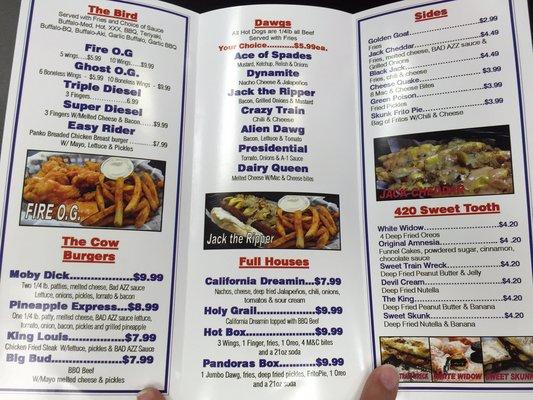 The Bird
Served with Fries and Choice of Sauce
Buffalo-Med, Hot, XXX, BBQ, Teriyaki,
Buffalo-BQ, Buffalo-Aki, Garlic Buffalo, Garlic BBQ
Fire O.G
5 wings.....$5.99 10 Wings.....$9.99
Ghost O.G.
6 Boneless Wings - $5.99 10 Boneless Wings - $9.99
Triple Diesel
3 Fingers.....6.99
Super Diesel
3 Fingers W/Melted Cheese & Bacon.....$9.99
Easy Rider
Panko Breaded Chicken Breast burger.....$7.99
W/ Mayo, Lettuce & Pickles
FIRE O.G.
The Cow
Burgers
Moby Dick.....$9.99
Two 1/4 lb. patties, melted cheese, Bad AZZ sauce
Lettuce, onions, pickles, tomato & bacon
Pineapple Express...$8.99
One 1/4 lb. patty, melted cheese, BAD AZZ sauce lettuce,
tomato, onion, bacon, pickles and grilled pineapple
King Louis.....$7.99
Chicken Fried Steak W/lettuce, pickles & BAD AZZ Sauce
Big Bud.....$7.99
BBQ Beef
W/Mayo melted cheese & pickles
Dawgs
All Hot Dogs are 1/4lb all Beef
Served with Fries
Your Choice.....$5.99ea.
Ace of Spades
Mustard, Ketchup, Relish & Onions
Dynamite
Nacho Cheese & Jalapeños
Jack the Ripper
Bacon, Grilled Onions & Mustard
Crazy Train
Chili & Cheese
Alien Dawg
Bacon, Lettuce & Tomato
Presidential
Tomato, Onions & A-1 Sauce
Dairy Queen
Melted Cheese W/Mac & Cheese bites
Jack the Ripper
Full Houses
California Dreamin...$7.99
Nachos, cheese, deep fried Jalapeños, chili, onions,
tomatos & sour cream
Holy Grail.....$9.99
California Dreamin topped with BBQ Beef
Hot Box.....$9.99
3 Wings, 1 Finger, fries, 1 Oreo, 4 M&C bites
and a 21oz soda
Pandoras Box.....$9.99
1 Jumbo Dawg, fries, deep fried pickles, FritoPie, 1 Oreo
and a 21oz soda
Sides
Golden Goat.....$2.99
Fries
Jack Cheddar.....$4.49
Fries, melted cheese, BAD AZZ sauce &
Grilled Onions
Black Jack.....$4.49
Fries, chili & cheese
Cheese Quake.....$3.99
8 Mac & Cheese Bites
Green Poison.....$3.99
Fried Pickles
Skunk Frito Pie.....$3.99
Bag of Fritos W/Chili & Cheese
JACK CHEDDAR
420 Sweet Tooth
White Widow.....$4.20
4 Deep Fried Oreos
Original Amnesia.....$4.20
Funnel Cakes, powdered sugar, cinnamon,
chocolate sauce
Sweet Train Wreck.....$4.20
Deep Fried Peanut Butter & Jelly
Devil Cream.....$4.20
Deep Fried Nutella
The King.....$4.20
Deep Fried Peanut Butter & Banana
Sweet Skunk.....$4.20
Deep Fried Nutella & Banana
WHITE WIDOW
SWEET SKUNK